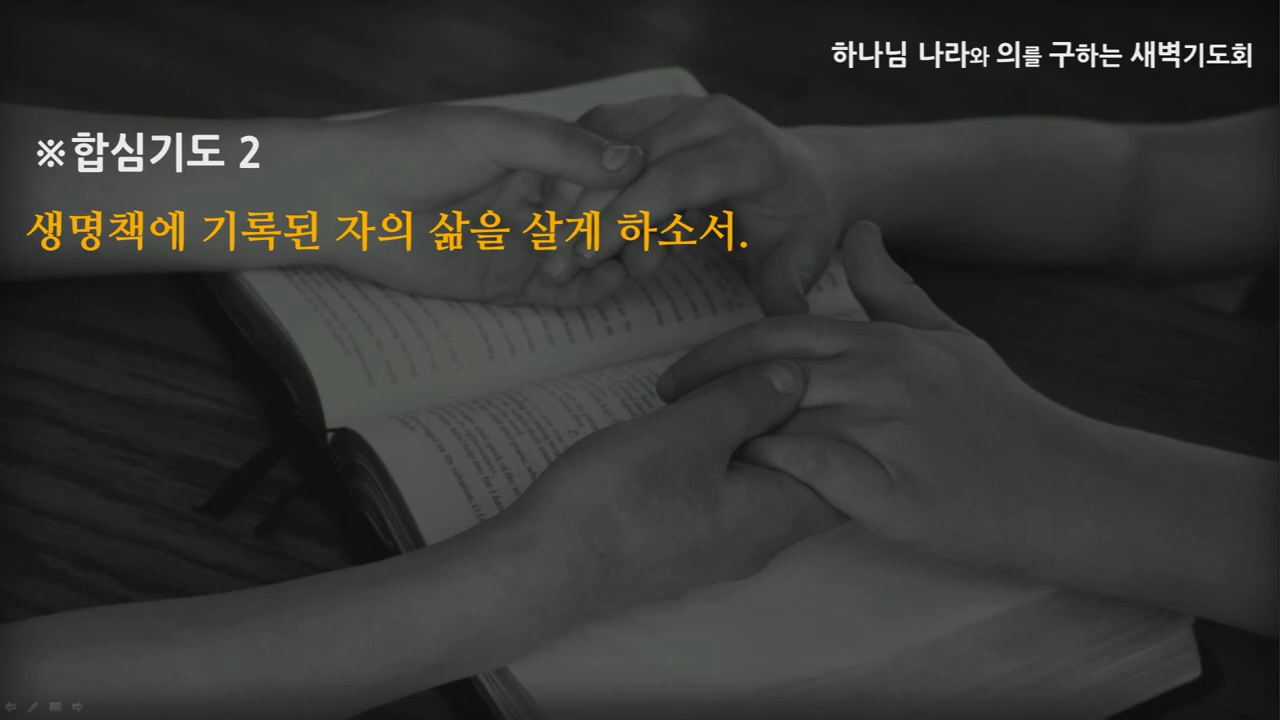 하나님 나라와 의를 구하는 새벽기도회
※합심기도 2
생명책에 기록된 자의 삶을 살게 하소서.